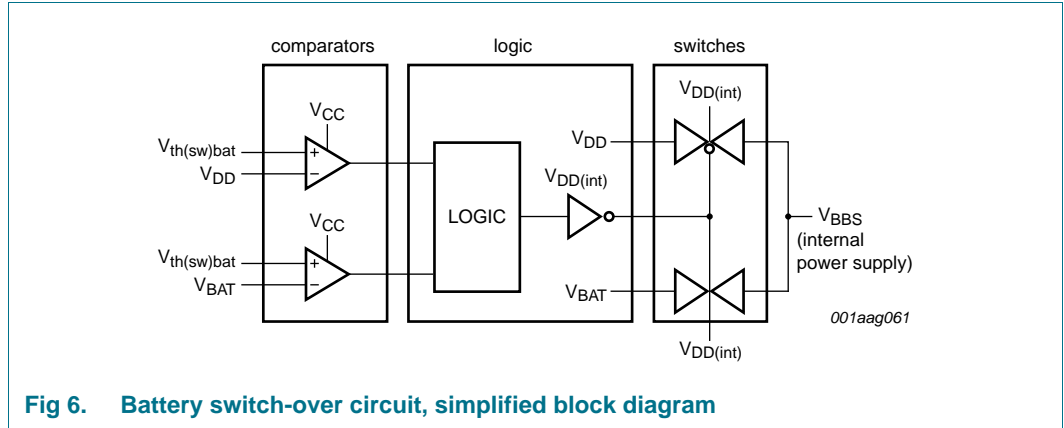 comparators
logic
switches
VCC
Vth(sw)bat
+
VDD
−
VCC
Vth(sw)bat
+
VBAT
−
LOGIC
VDD(int)
VDD(int)
VDD
VBAT
VDD(int)
VBBS
(internal
power supply)
001aag061
Fig 6. Battery switch-over circuit, simplified block diagram